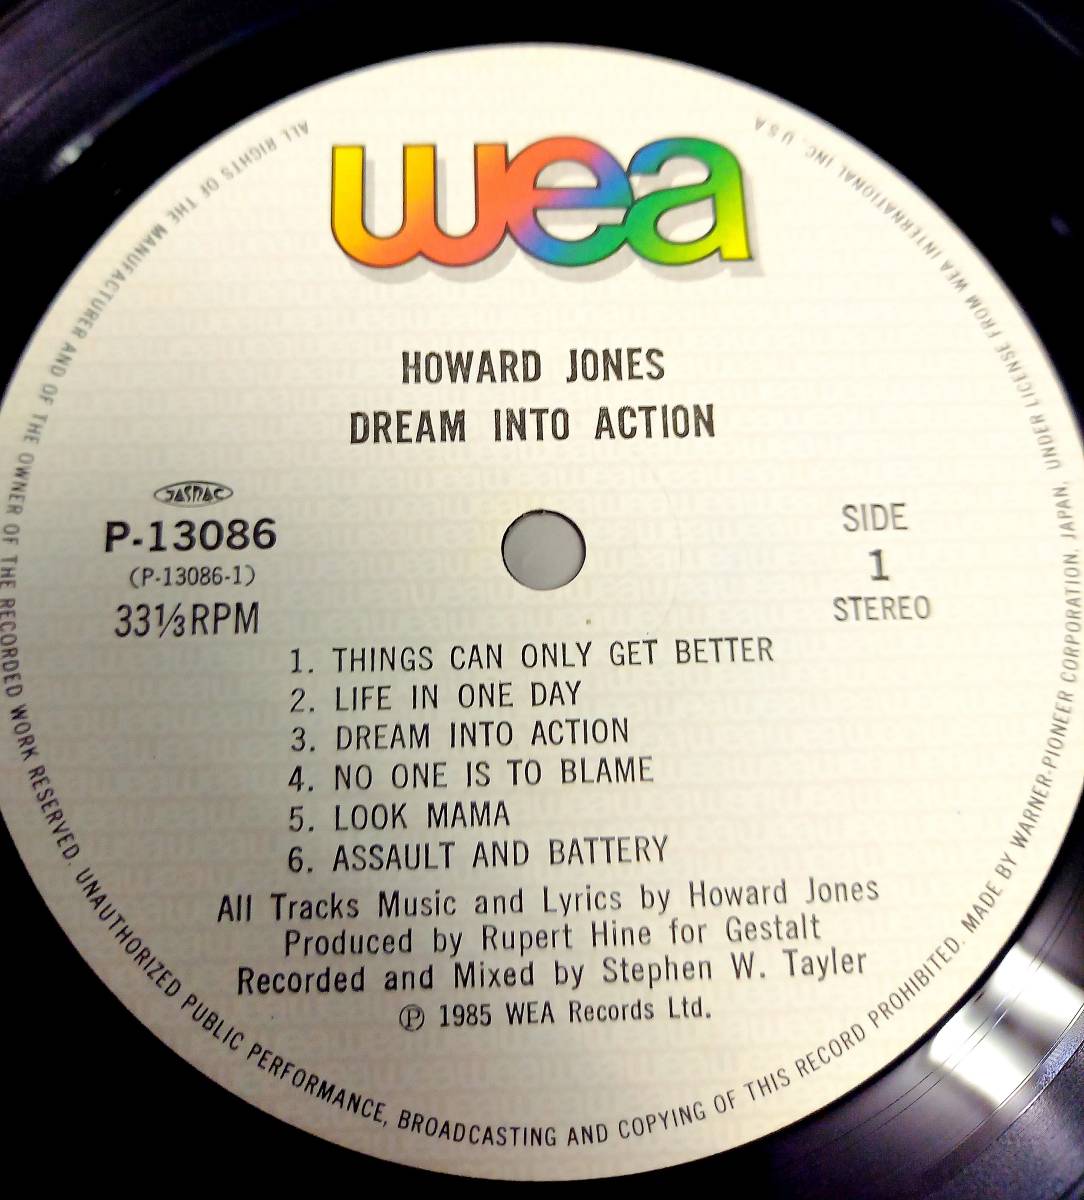 wea
HOWARD JONES
DREAM INTO ACTION
JASRAC
P-13086
(P-13086-1)
33⅓RPM
SIDE
1
STEREO
1. THINGS CAN ONLY GET BETTER
2. LIFE IN ONE DAY
3. DREAM INTO ACTION
4. NO ONE IS TO BLAME
5. LOOK MAMA
6. ASSAULT AND BATTERY
All Tracks Music and Lyrics by Howard Jones
Produced by Rupert Hine for Gestalt
Recorded and Mixed by Stephen W. Tayler
Ⓟ 1985 WEA Records Ltd.
ALL RIGHTS OF THE MANUFACTURER AND OF THE OWNER OF THE RECORDED WORK RESERVED. UNAUTHORIZED PUBLIC PERFORMANCE, BROADCASTING AND COPYING OF THIS RECORD PROHIBITED. MADE BY WARNER-PIONEER CORPORATION, JAPAN, UNDER LICENSE FROM WEA INTERNATIONAL INC., U.S.A